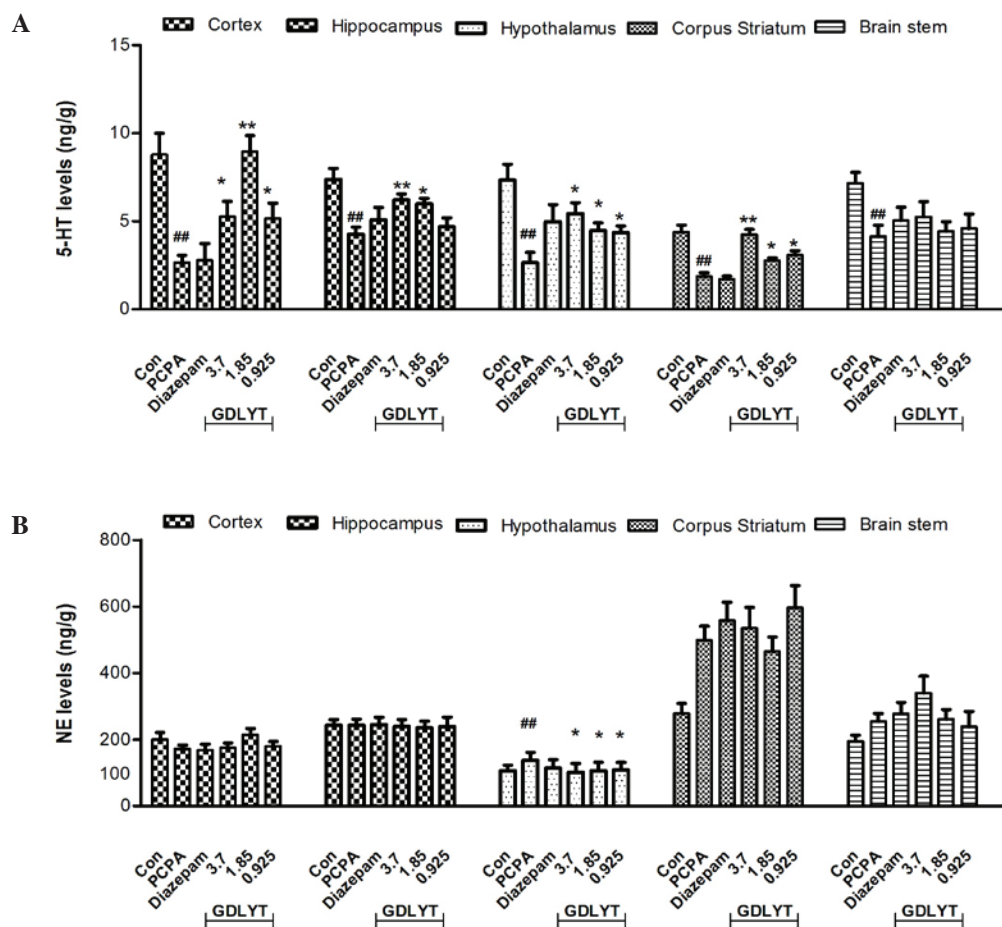 A
Cortex Hippocampus Hypothalamus Corpus Striatum Brain stem
5-HT levels (ng/g)
15
10
5
0
## * ** *
## ** *
## * * *
## ** * *
##
Con PCPA Diazepam 3.7 1.85 0.925 Con PCPA Diazepam 3.7 1.85 0.925 Con PCPA Diazepam 3.7 1.85 0.925 Con PCPA Diazepam 3.7 1.85 0.925 Con PCPA Diazepam 3.7 1.85 0.925
GDLYT GDLYT GDLYT GDLYT GDLYT
B
Cortex Hippocampus Hypothalamus Corpus Striatum Brain stem
NE levels (ng/g)
800
600
400
200
100
0
## * * *
Con PCPA Diazepam 3.7 1.85 0.925 Con PCPA Diazepam 3.7 1.85 0.925 Con PCPA Diazepam 3.7 1.85 0.925 Con PCPA Diazepam 3.7 1.85 0.925 Con PCPA Diazepam 3.7 1.85 0.925
GDLYT GDLYT GDLYT GDLYT GDLYT